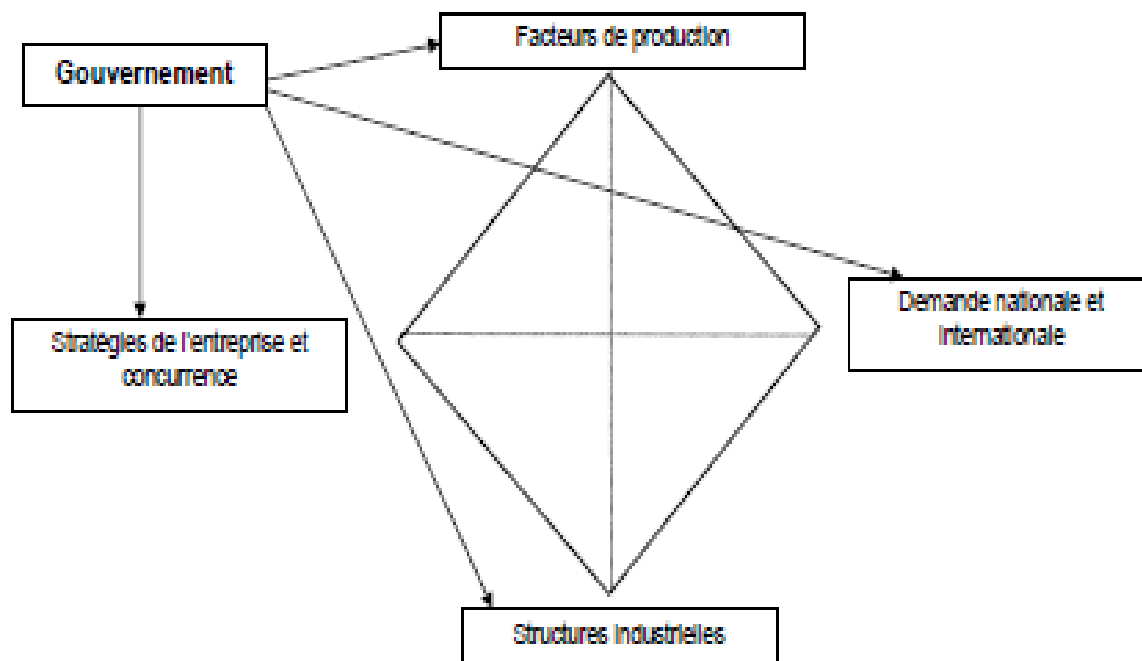 Facteurs de production
Gouvernement
Demande nationale et
internationale
Stratégies de l'entreprise et
concurrence
Structures industrielles